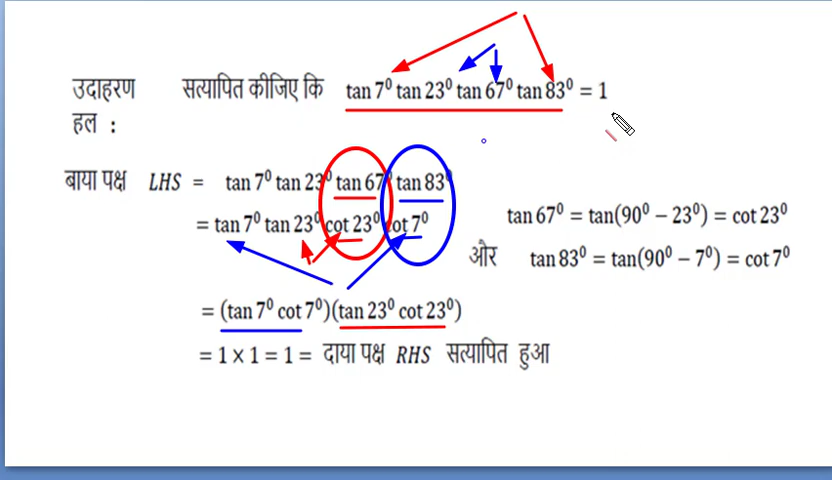 उदाहरण सत्यापित कीजिए कि tan 7⁰ tan 23⁰ tan 67⁰ tan 83⁰ = 1
हल :
बाया पक्ष LHS = tan 7⁰ tan 23⁰ tan 67⁰ tan 83⁰
= tan 7⁰ tan 23⁰ cot 23⁰ cot 7⁰
tan 67⁰ = tan(90⁰ − 23⁰) = cot 23⁰
और tan 83⁰ = tan(90⁰ − 7⁰) = cot 7⁰
= (tan 7⁰ cot 7⁰)(tan 23⁰ cot 23⁰)
= 1 × 1 = 1 = दाया पक्ष RHS सत्यापित हुआ